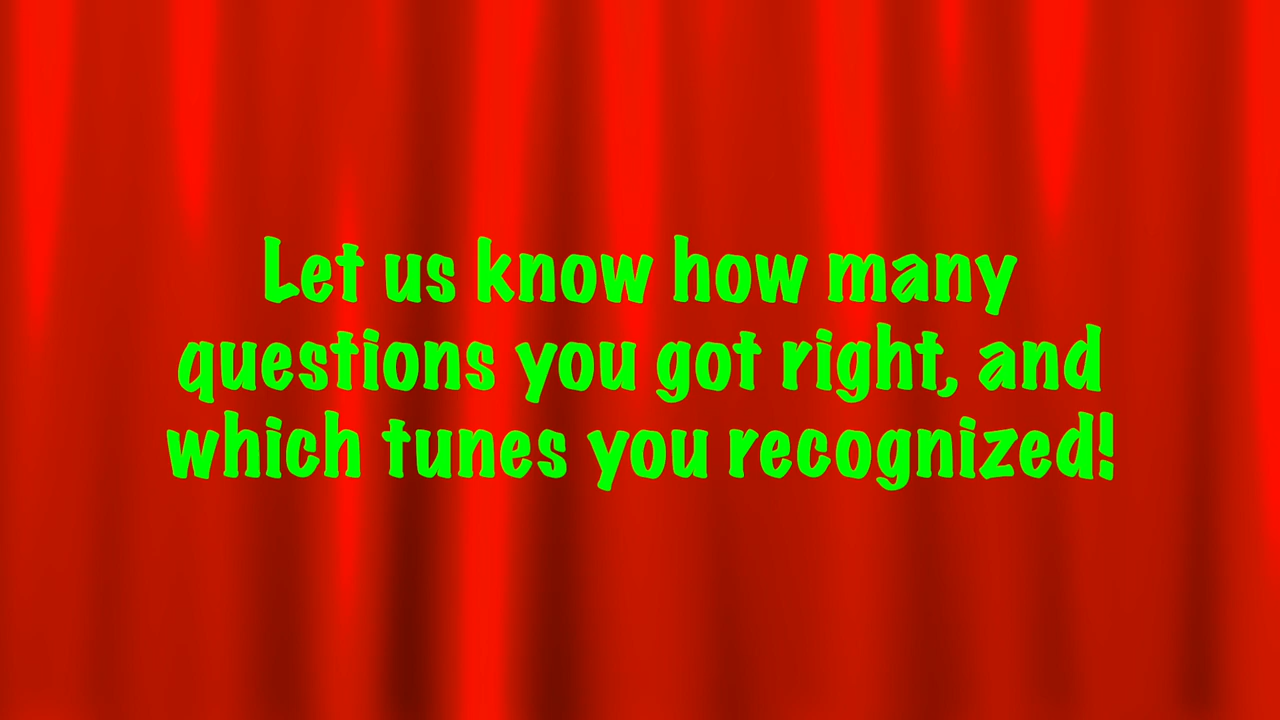 Let us know how many
questions you got right, and
which tunes you recognized!